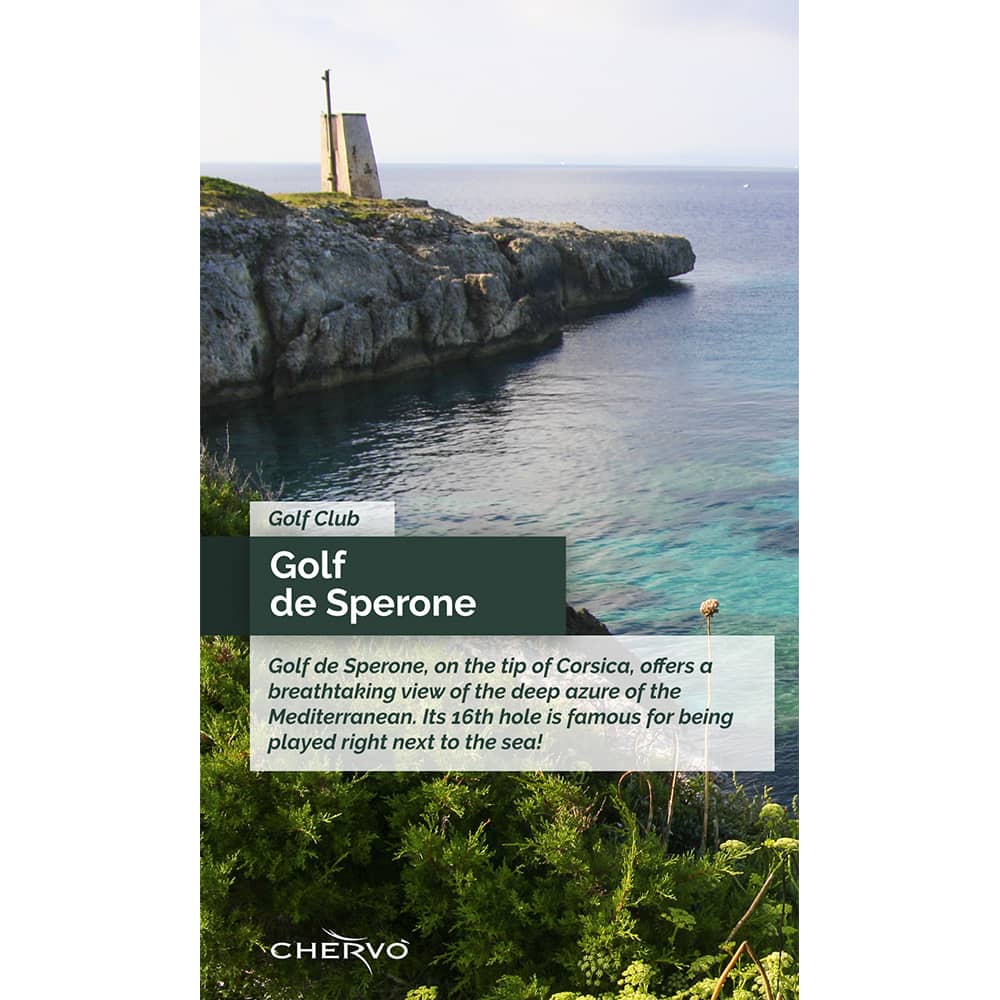 Golf Club
Golf
de Sperone
Golf de Sperone, on the tip of Corsica, offers a
breathtaking view of the deep azure of the
Mediterranean. Its 16th hole is famous for being
played right next to the sea!
CHERVÒ